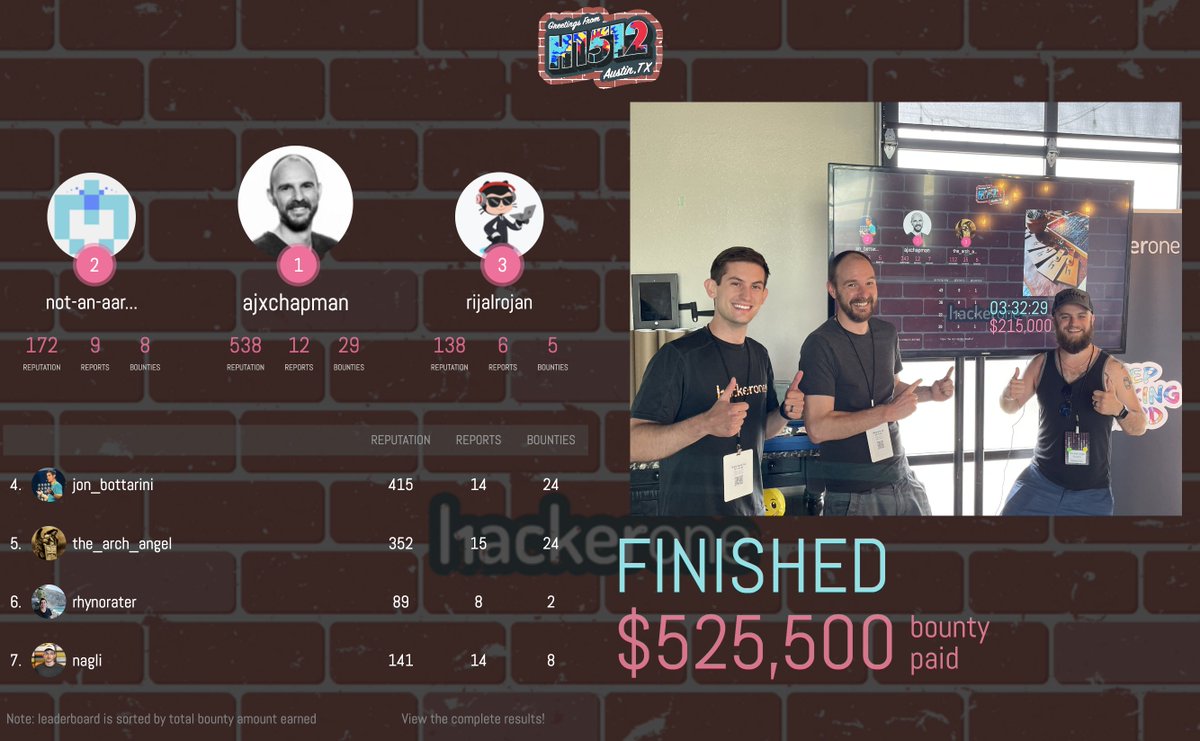 Greetings From
H1512
Austin, TX
2
not-an-aar...
172
9
8
REPUTATION
REPORTS
BOUNTIES
1
ajxchapman
538
12
29
REPUTATION
REPORTS
BOUNTIES
3
rijalrojan
138
6
5
REPUTATION
REPORTS
BOUNTIES
REPUTATION REPORTS BOUNTIES
4. jon_bottarini 415 14 24
5. the_arch_angel 352 15 24
6. rhynorater 89 8 2
7. nagli 141 14 8
hackerone
Note: leaderboard is sorted by total bounty amount earned
View the complete results!
ajxchapman
the_arch_a...
hackerone
03:32:29
$215,000
erone
hackerone
FINISHED
$525,500
bounty
paid